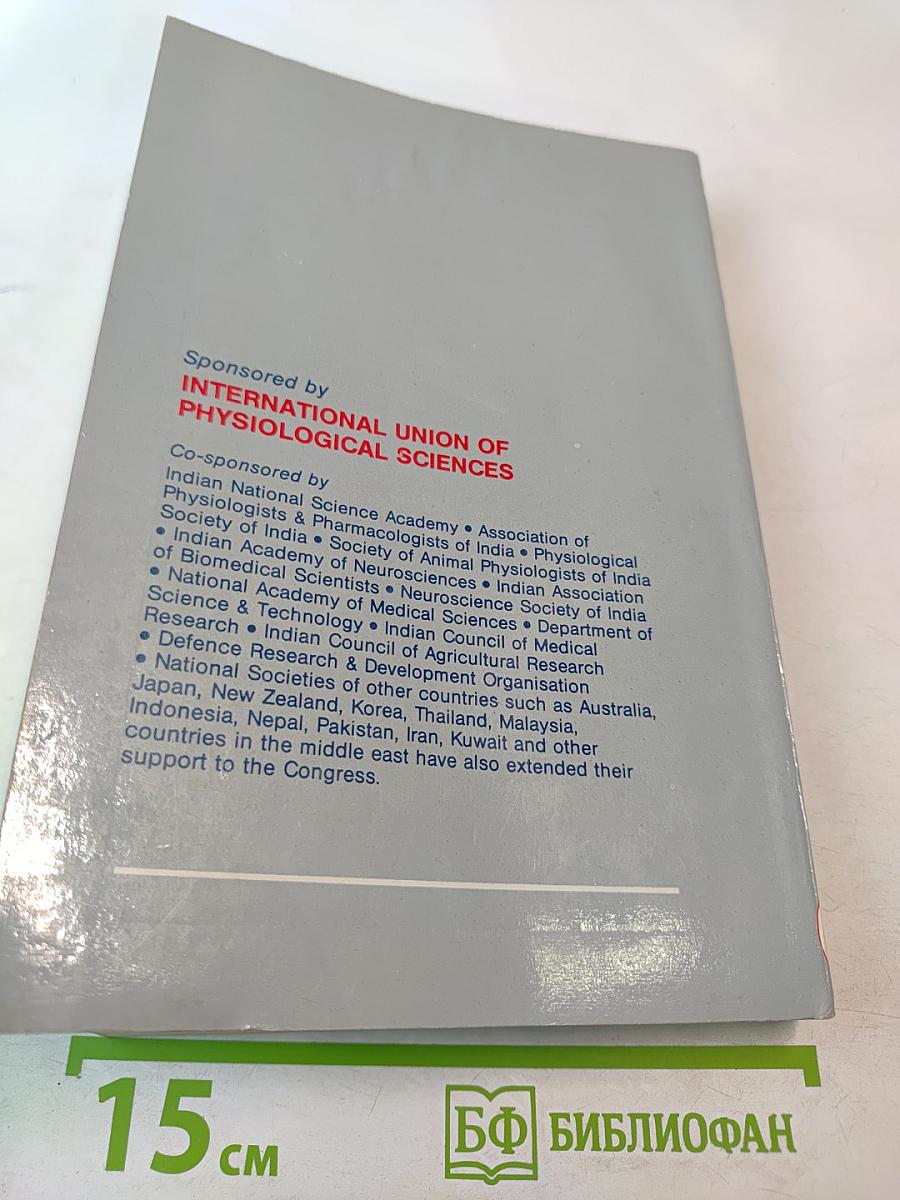 Sponsored by
INTERNATIONAL UNION OF
PHYSIOLOGICAL SCIENCES
Co-sponsored by
Indian National Science Academy • Association of
Physiologists & Pharmacologists of India • Physiological
Society of India • Society of Animal Physiologists of India
• Indian Academy of Neurosciences • Indian Association
of Biomedical Scientists • Neuroscience Society of India
• National Academy of Medical Sciences • Department of
Science & Technology • Indian Council of Medical
Research • Indian Council of Agricultural Research
• Defence Research & Development Organisation
• National Societies of other countries such as Australia,
Japan, New Zealand, Korea, Thailand, Malaysia,
Indonesia, Nepal, Pakistan, Iran, Kuwait and other
countries in the middle east have also extended their
support to the Congress.
15 см
БФ БИБЛИОФАН